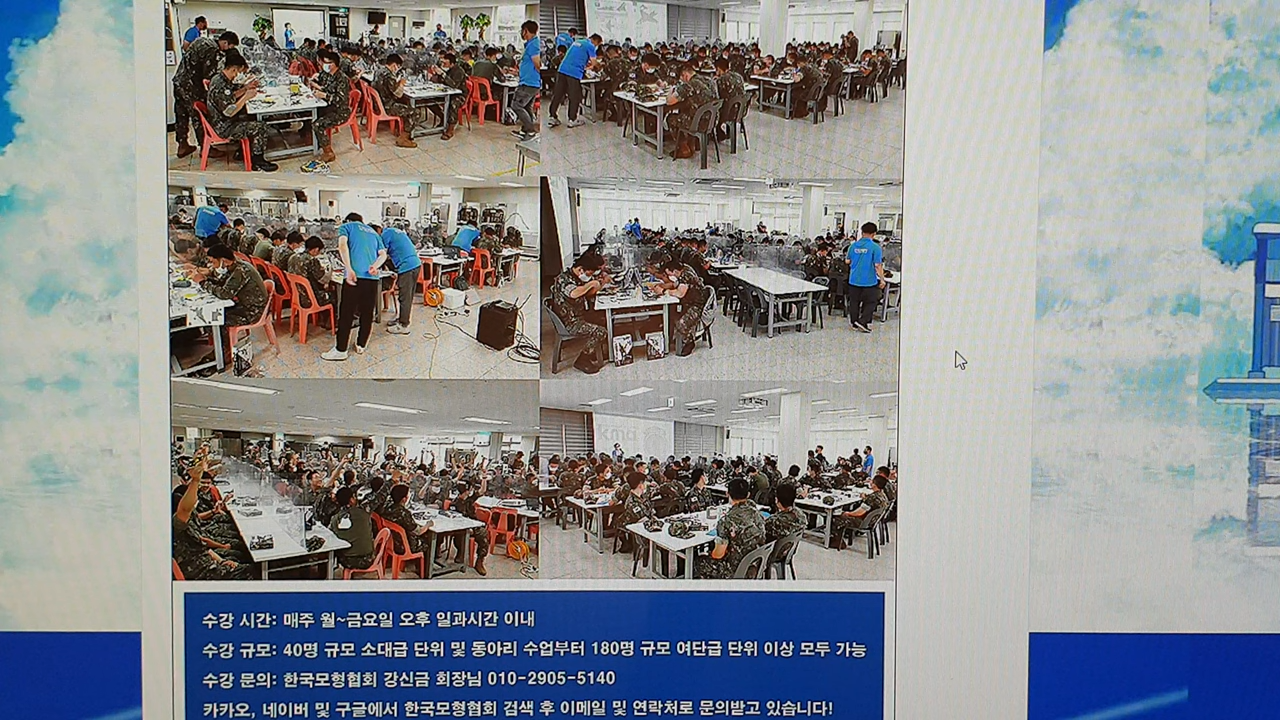 수강 시간: 매주 월~금요일 오후 일과시간 이내
수강 규모: 40명 규모 소대급 단위 및 동아리 수업부터 180명 규모 여단급 단위 이상 모두 가능
수강 문의: 한국모형협회 강신금 회장님 010-2905-5140
카카오, 네이버 및 구글에서 한국모형협회 검색 후 이메일 및 연락처로 문의받고 있습니다!